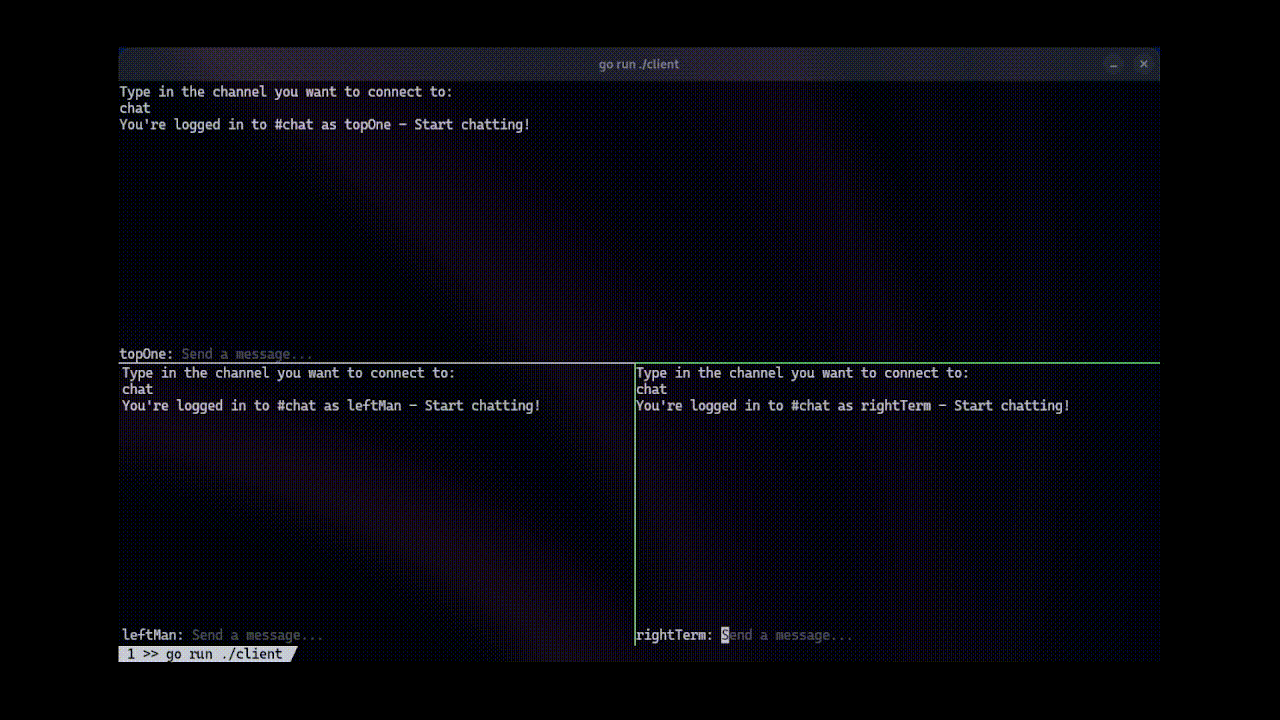 go run ./client
Type in the channel you want to connect to:
chat
You're logged in to #chat as topOne - Start chatting!
topOne: Send a message...
Type in the channel you want to connect to:
chat
You're logged in to #chat as leftMan - Start chatting!
leftMan: Send a message...
Type in the channel you want to connect to:
chat
You're logged in to #chat as rightTerm - Start chatting!
rightTerm: Send a message...
1 >> go run ./client